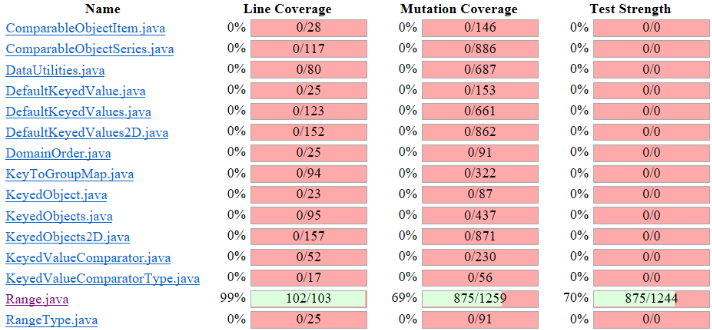 Name Line Coverage Mutation Coverage Test Strength
ComparableObjectItem.java 0% 0/28 0% 0/146 0% 0/0
ComparableObjectSeries.java 0% 0/117 0% 0/886 0% 0/0
DataUtilities.java 0% 0/80 0% 0/687 0% 0/0
DefaultKeyedValue.java 0% 0/25 0% 0/153 0% 0/0
DefaultKeyedValues.java 0% 0/123 0% 0/661 0% 0/0
DefaultKeyedValues2D.java 0% 0/152 0% 0/862 0% 0/0
DomainOrder.java 0% 0/25 0% 0/91 0% 0/0
KeyToGroupMap.java 0% 0/94 0% 0/322 0% 0/0
KeyedObject.java 0% 0/23 0% 0/87 0% 0/0
KeyedObjects.java 0% 0/95 0% 0/437 0% 0/0
KeyedObjects2D.java 0% 0/157 0% 0/871 0% 0/0
KeyedValueComparator.java 0% 0/52 0% 0/230 0% 0/0
KeyedValueComparatorType.java 0% 0/17 0% 0/56 0% 0/0
Range.java 99% 102/103 69% 875/1259 70% 875/1244
RangeType.java 0% 0/25 0% 0/91 0% 0/0